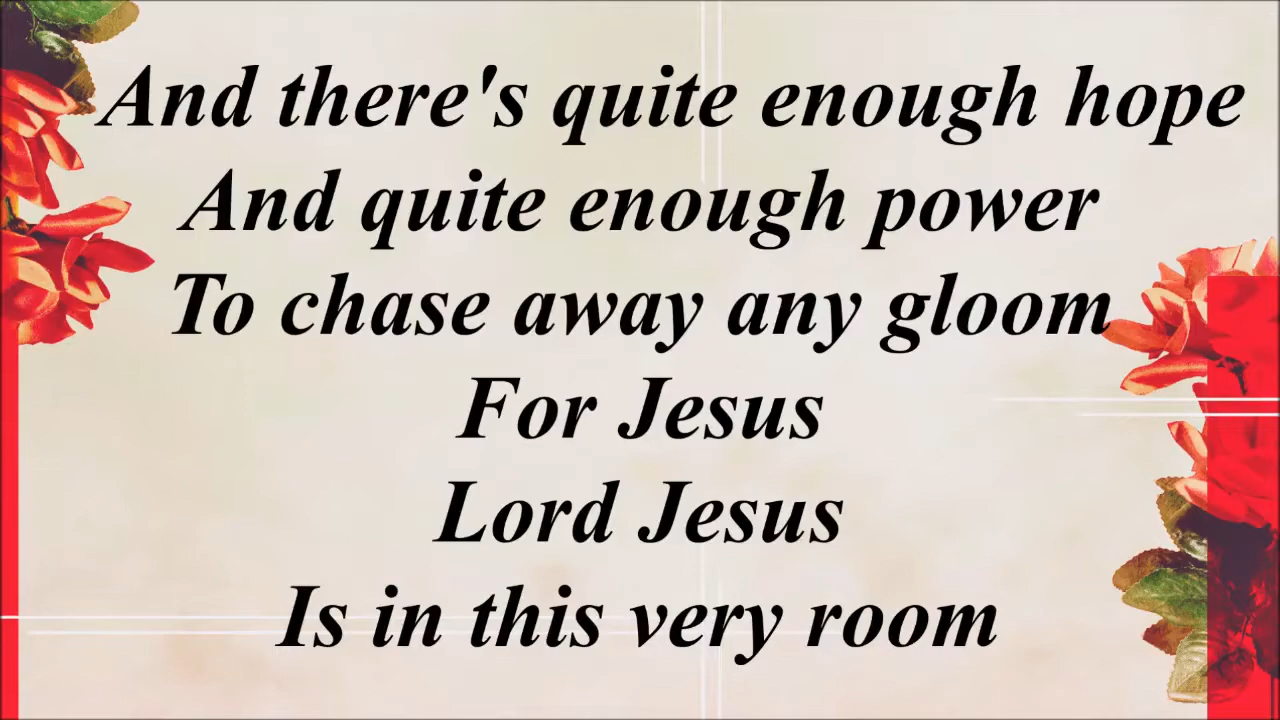 And there's quite enough hope
And quite enough power
To chase away any gloom
For Jesus
Lord Jesus
Is in this very room